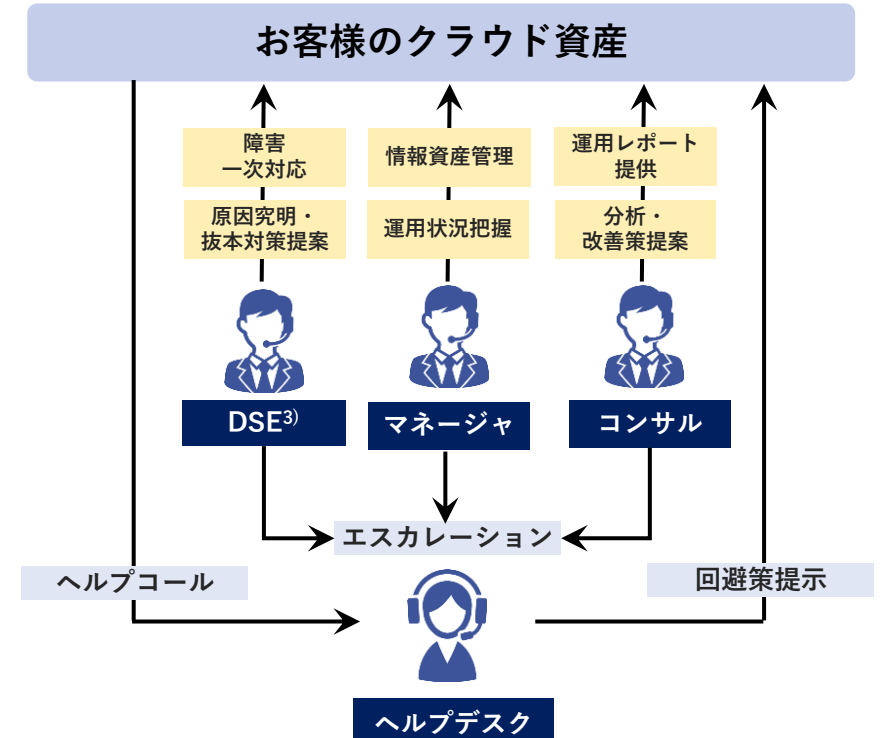 お客様のクラウド資産
障害
一次対応
情報資産管理
運用レポート
提供
原因究明・
抜本対策提案
運用状況把握
分析・
改善策提案
DSE3)
マネージャ
コンサル
エスカレーション
ヘルプコール
回避策提示
ヘルプデスク